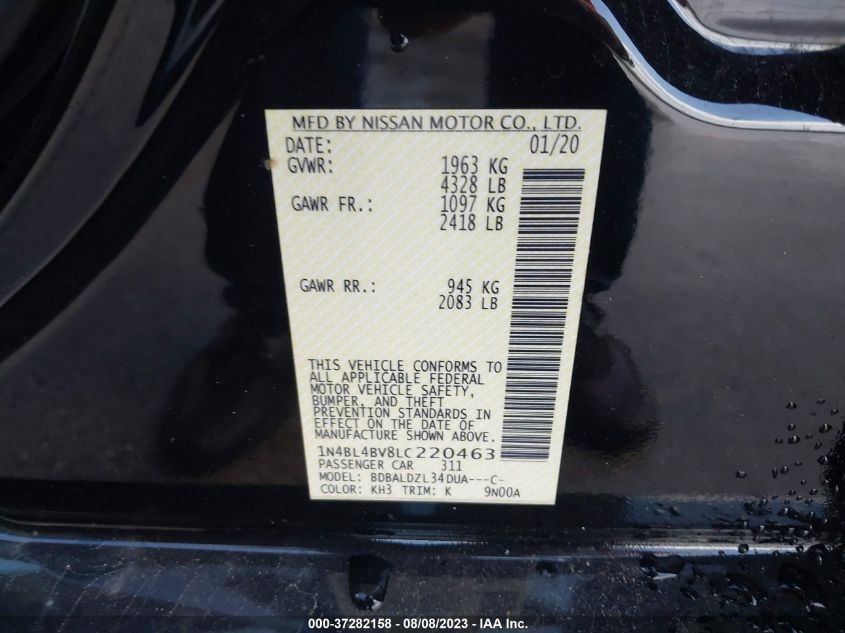 MFD BY NISSAN MOTOR CO., LTD.
DATE: 01/20
GVWR: 1963 KG
4328 LB
GAWR FR.: 1097 KG
2418 LB
GAWR RR.: 945 KG
2083 LB
THIS VEHICLE CONFORMS TO
ALL APPLICABLE FEDERAL
MOTOR VEHICLE SAFETY,
BUMPER, AND THEFT
PREVENTION STANDARDS IN
EFFECT ON THE DATE OF
MANUFACTURE SHOWN ABOVE.
1N4BL4BV8LC220463
PASSENGER CAR 311
MODEL: BDBALDZL34DUA---C-
COLOR: KH3 TRIM: K 9N00A
000-37282158 - 08/08/2023 - IAA Inc.